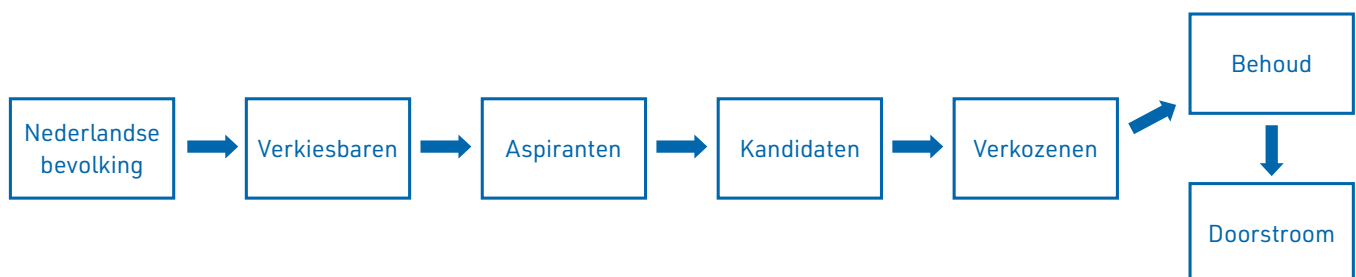 Nederlandse
bevolking
Verkiesbaren
Aspiranten
Kandidaten
Verkozenen
Behoud
Doorstroom